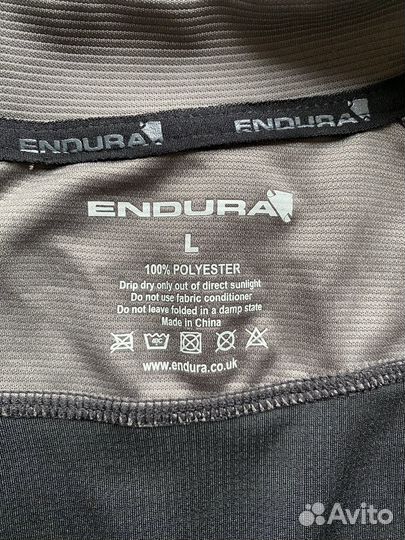 ENDURA ENDURA
ENDURA
L
100% POLYESTER
Drip dry only out of direct sunlight
Do not use fabric conditioner
Do not leave folded in a damp state
Made in China
www.endura.co.uk
Avito